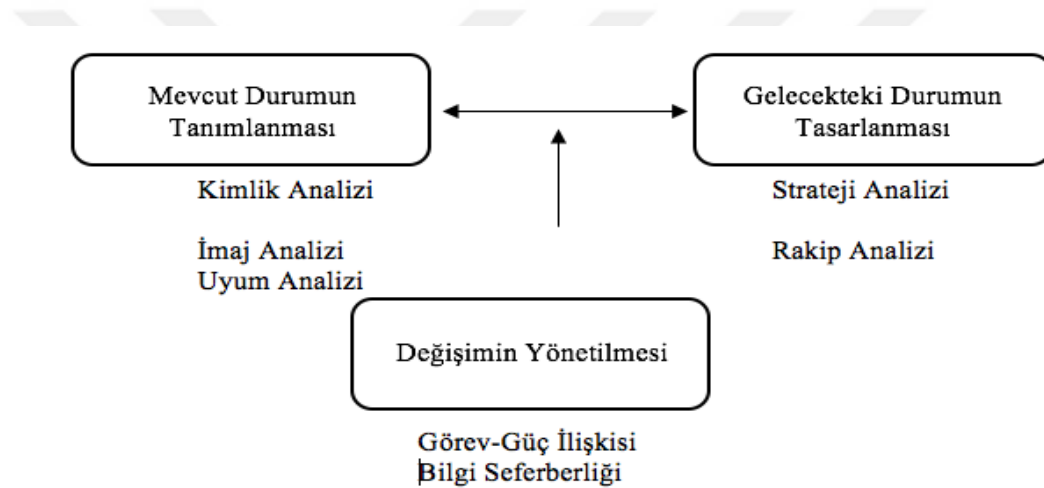 Mevcut Durumun
Tanımlanması
Gelecekteki Durumun
Tasarlanması
Kimlik Analizi
İmaj Analizi
Uyum Analizi
Strateji Analizi
Rakip Analizi
Değişimin Yönetilmesi
Görev-Güç İlişkisi
Bilgi Seferberliği